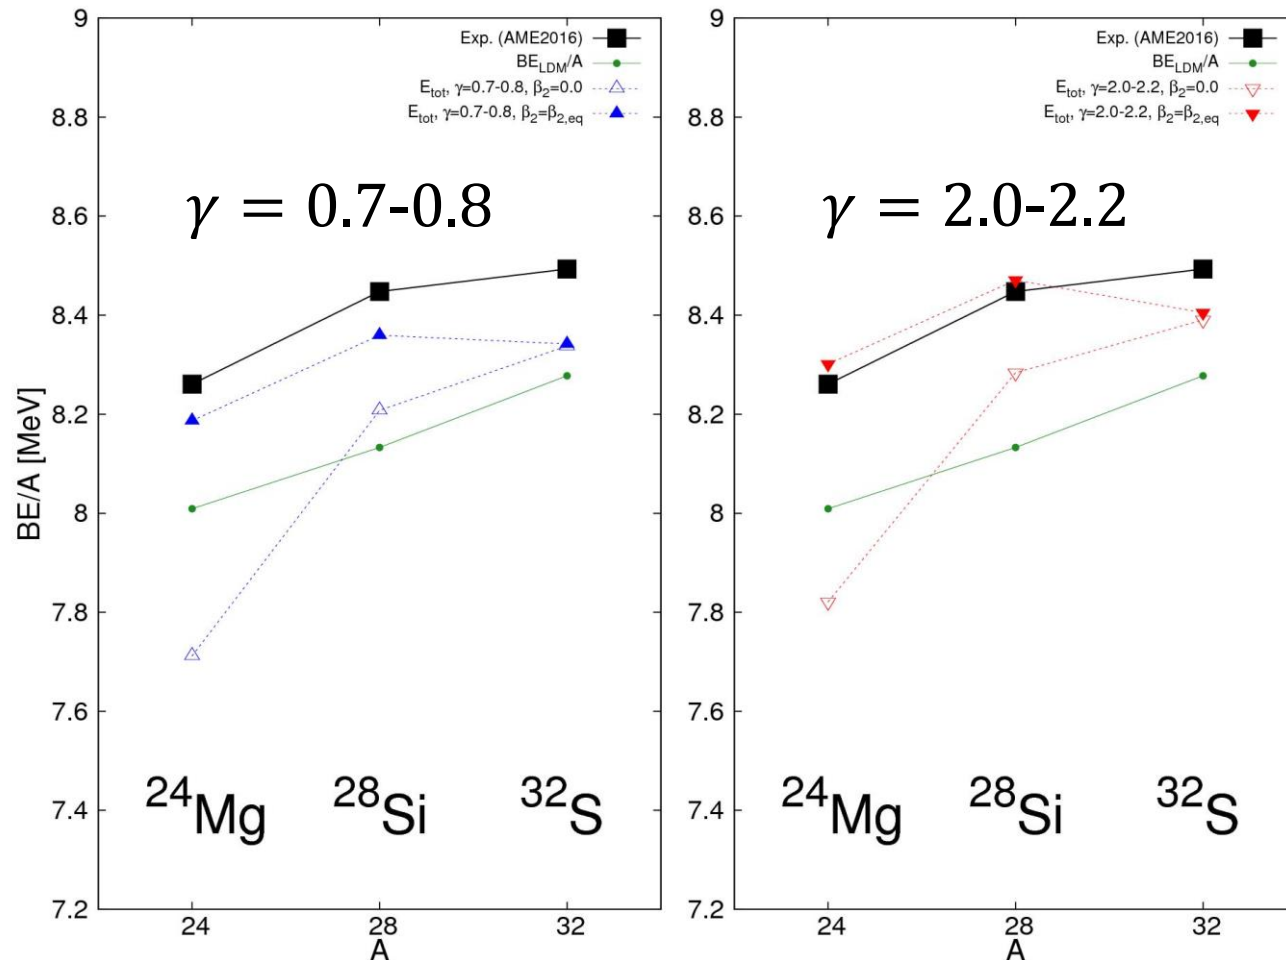 Exp. (AME2016)
BE_LDM/A
E_tot, γ=0.7-0.8, β_2=0.0
E_tot, γ=0.7-0.8, β_2=β_2,eq
γ = 0.7-0.8
9
8.8
8.6
8.4
8.2
8
7.8
7.6
7.4
7.2
BE/A [MeV]
²⁴Mg ²⁸Si ³²S
24 28 32
A
Exp. (AME2016)
BE_LDM/A
E_tot, γ=2.0-2.2, β_2=0.0
E_tot, γ=2.0-2.2, β_2=β_2,eq
γ = 2.0-2.2
9
8.8
8.6
8.4
8.2
8
7.8
7.6
7.4
7.2
²⁴Mg ²⁸Si ³²S
24 28 32
A